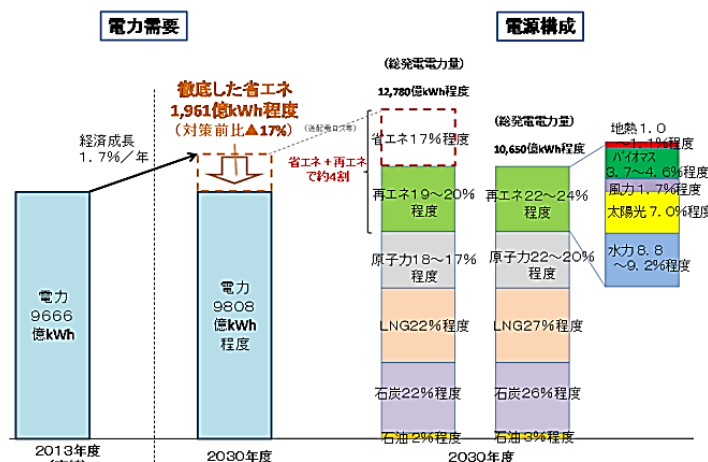 電力需要
電源構成
徹底した省エネ
1,961億kWh程度
(対策前比▲17%)
経済成長
1.7%/年
電力
9666
億kWh
電力
9808
億kWh
程度
2013年度
2030年度
(総発電電力量)
12,780億kWh程度
省エネ+再エネ
で約4割
省エネ17%程度
再エネ19~20%
程度
原子力18~17%
程度
LNG22%程度
石炭22%程度
石油 2%程度
(総発電電力量)
10,650億kWh程度
再エネ22~24%
程度
原子力22~20%
程度
LNG27%程度
石炭26%程度
石油 3%程度
2030年度
地熱1.0
~1.1%程度
バイオマス
3.7~4.6%程度
風力1.7%程度
太陽光7.0%程度
水力8.8
~9.2%程度